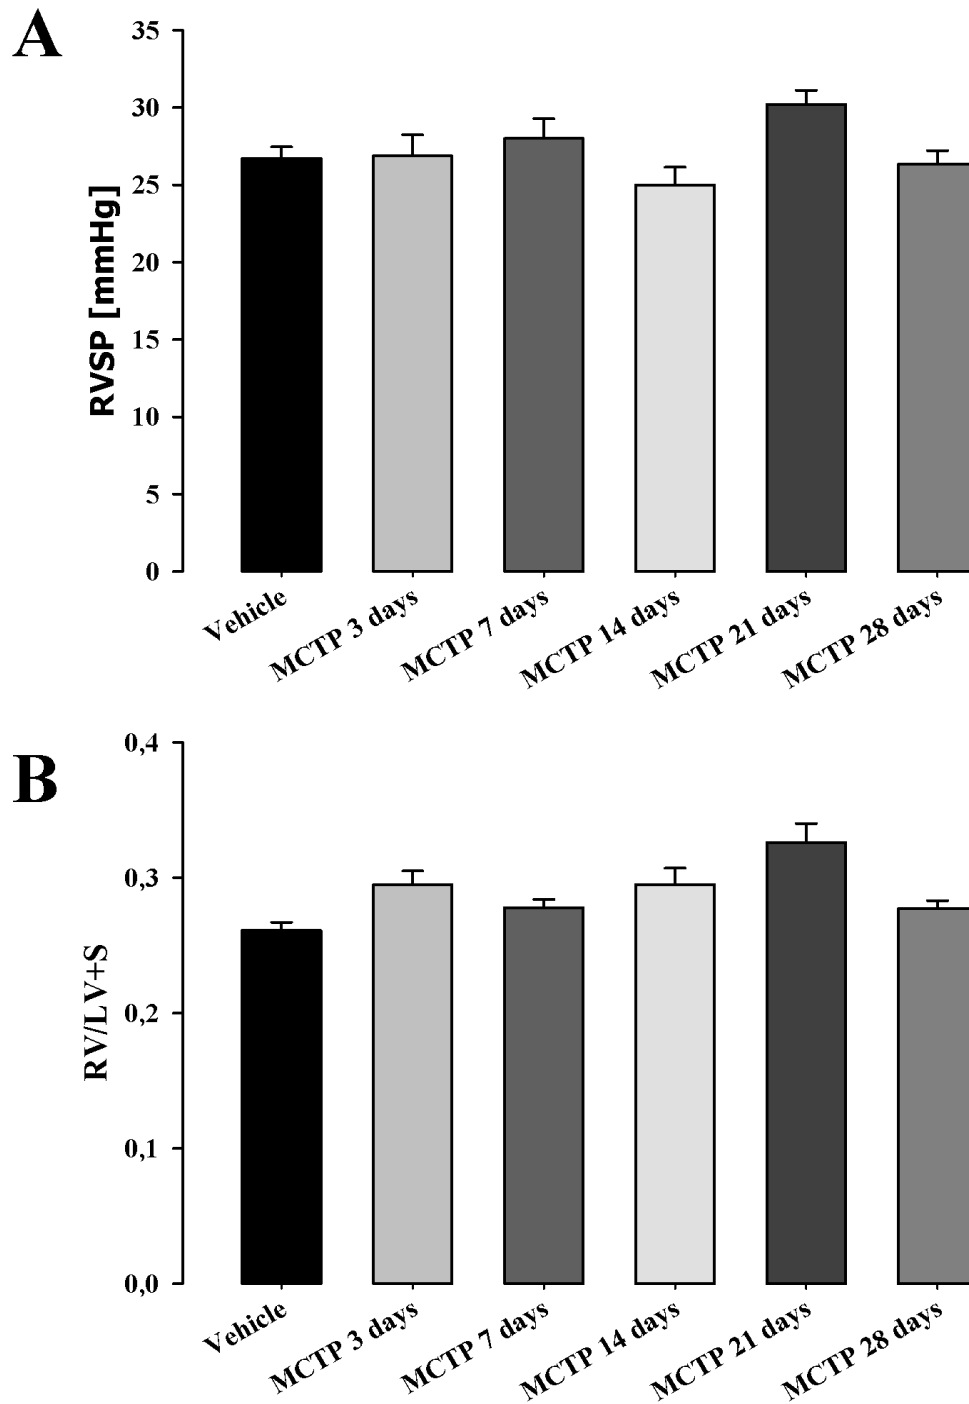 A
35
30
25
20
15
10
5
0
RVSP [mmHg]
Vehicle
MCTP 3 days
MCTP 7 days
MCTP 14 days
MCTP 21 days
MCTP 28 days
B
0,4
0,3
0,2
0,1
0,0
RV/LV+S
Vehicle
MCTP 3 days
MCTP 7 days
MCTP 14 days
MCTP 21 days
MCTP 28 days